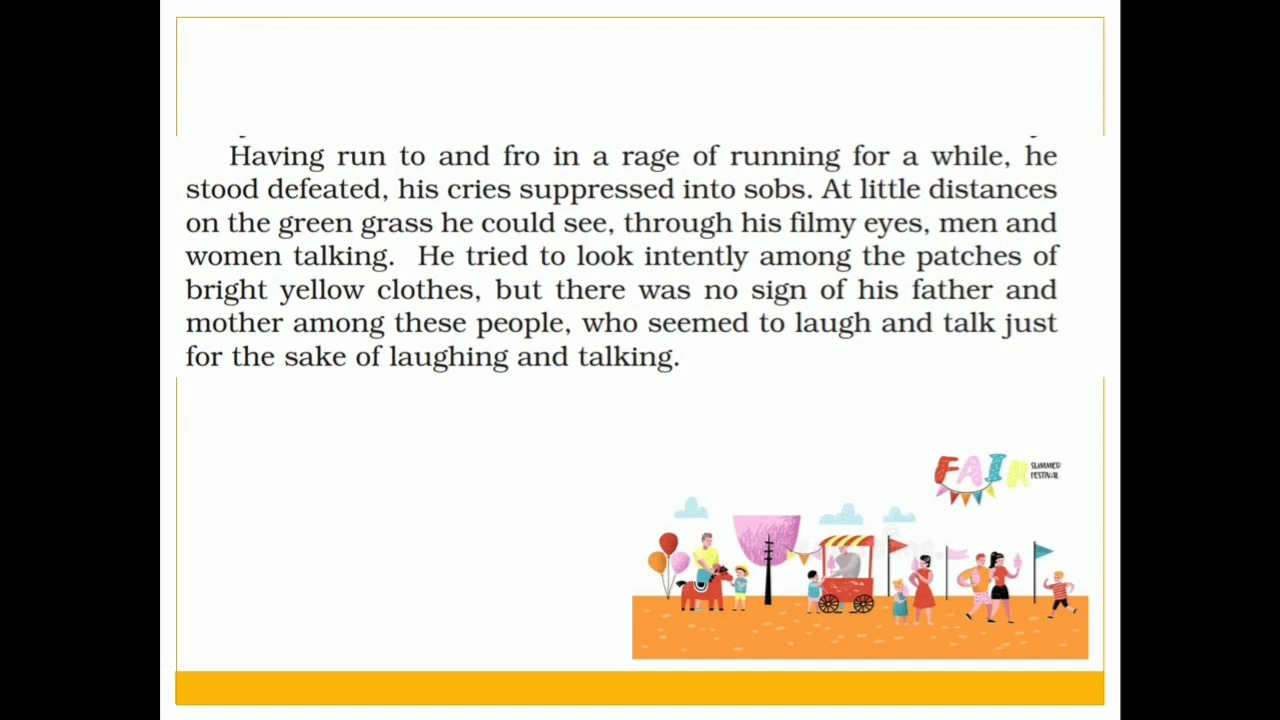 Having run to and fro in a rage of running for a while, he
stood defeated, his cries suppressed into sobs. At little distances
on the green grass he could see, through his filmy eyes, men and
women talking. He tried to look intently among the patches of
bright yellow clothes, but there was no sign of his father and
mother among these people, who seemed to laugh and talk just
for the sake of laughing and talking.
FAIR
SUMMER
FESTIVAL